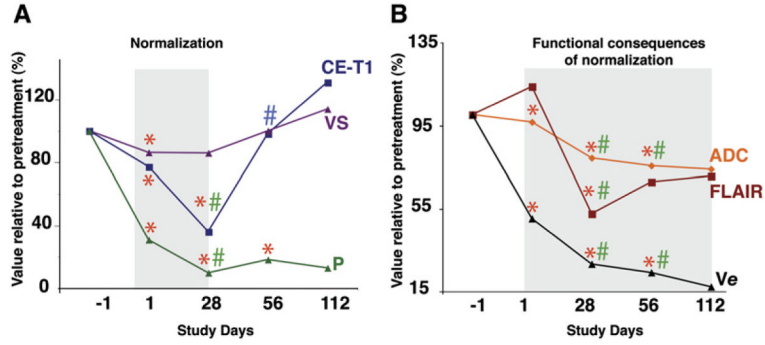 A
Normalization
Value relative to pretreatment (%)
120
80
40
0
CE-T1
VS
P
*
*
*
*#
*#
#
*
-1 1 28 56 112
Study Days
B
Functional consequences
of normalization
Value relative to pretreatment (%)
135
95
55
15
ADC
FLAIR
Ve
*
*# *#
*#
*
*# *#
-1 1 28 56 112
Study Days